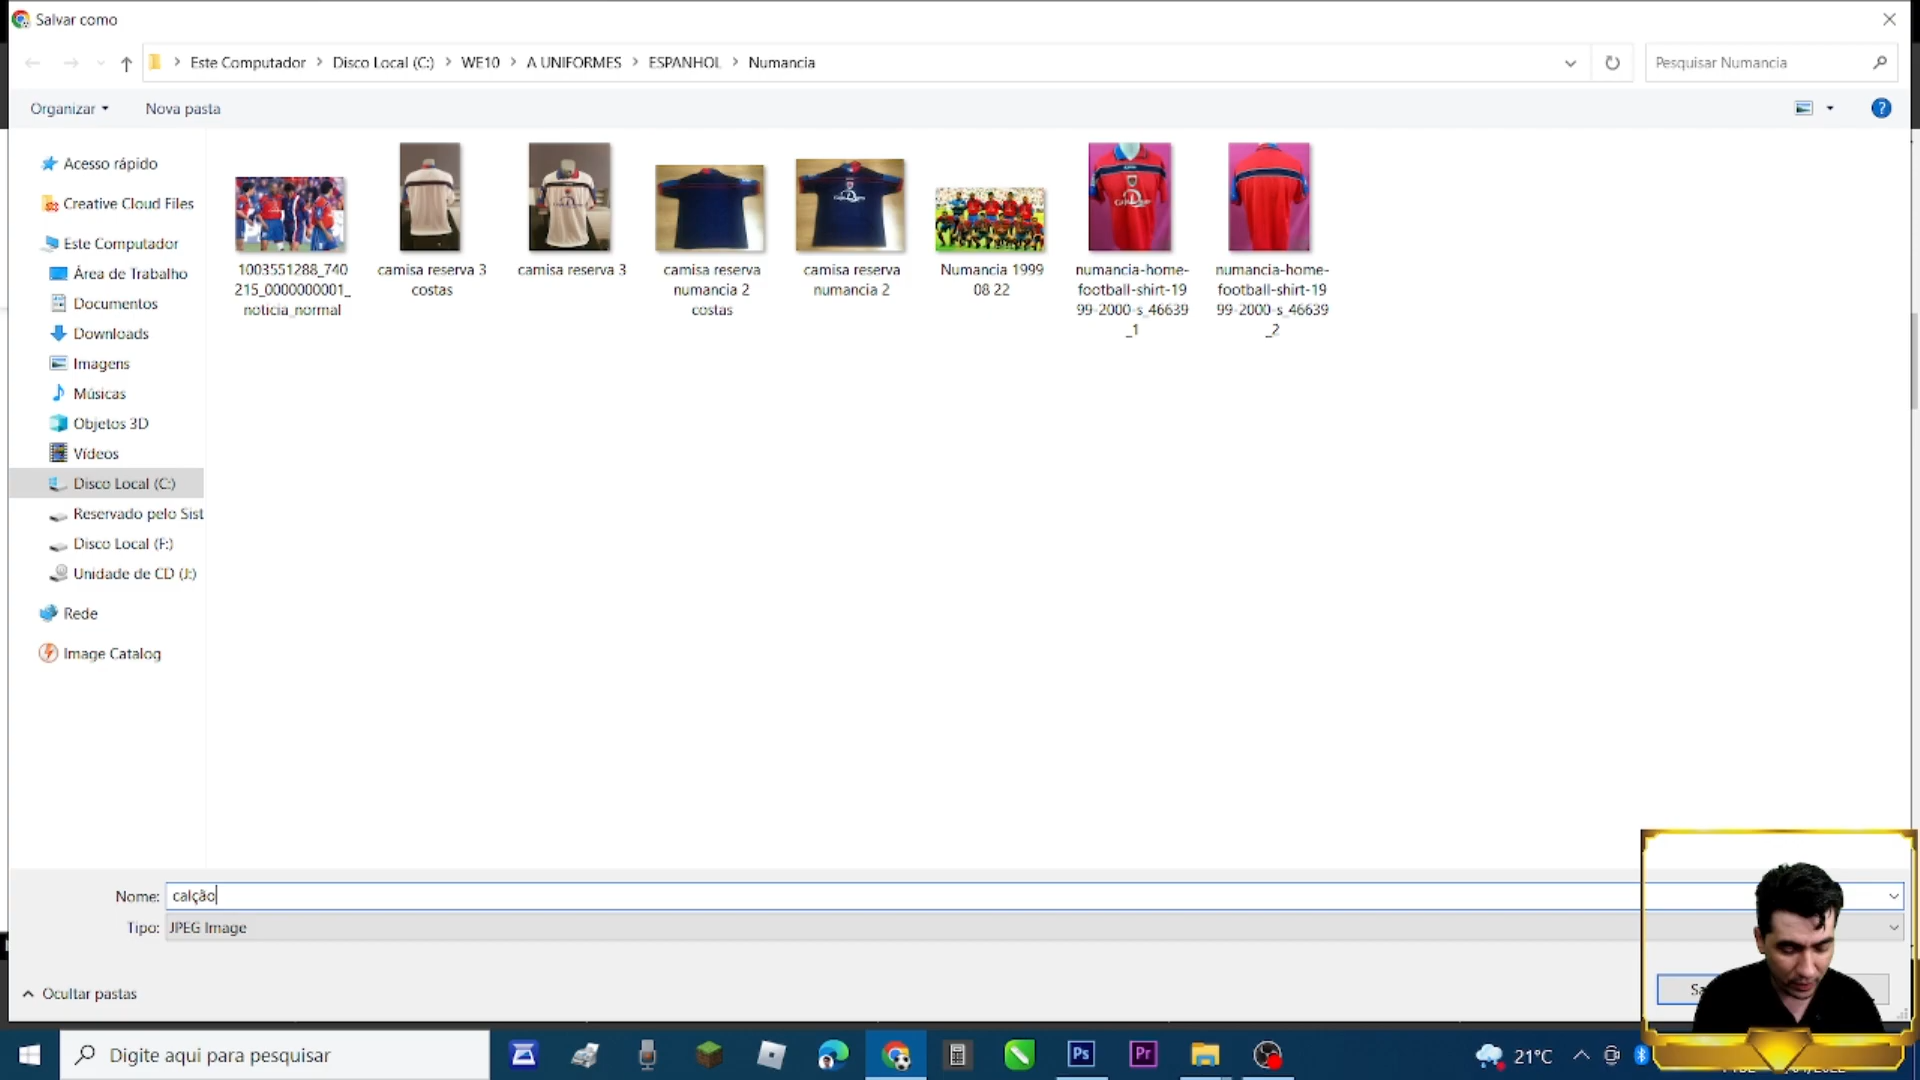 Salvar como
Este Computador > Disco Local (C:) > WE10 > A UNIFORMES > ESPANHOL > Numancia
Pesquisar Numancia
Organizar
Nova pasta
Acesso rápido
Creative Cloud Files
Este Computador
Área de Trabalho
Documentos
Downloads
Imagens
Músicas
Objetos 3D
Vídeos
Disco Local (C:)
Reservado pelo Sist
Disco Local (F:)
Unidade de CD (J:)
Rede
Image Catalog
1003551288_740
215_0000000001_
noticia_normal
camisa reserva 3
costas
camisa reserva 3
camisa reserva
numancia 2
costas
camisa reserva
numancia 2
Numancia 1999
08 22
numancia-home-
football-shirt-19
99-2000-s_46639
_1
numancia-home-
football-shirt-19
99-2000-s_46639
_2
Nome: calção
Tipo: JPEG Image
Ocultar pastas
Digite aqui para pesquisar
Ps
Pr
21°C